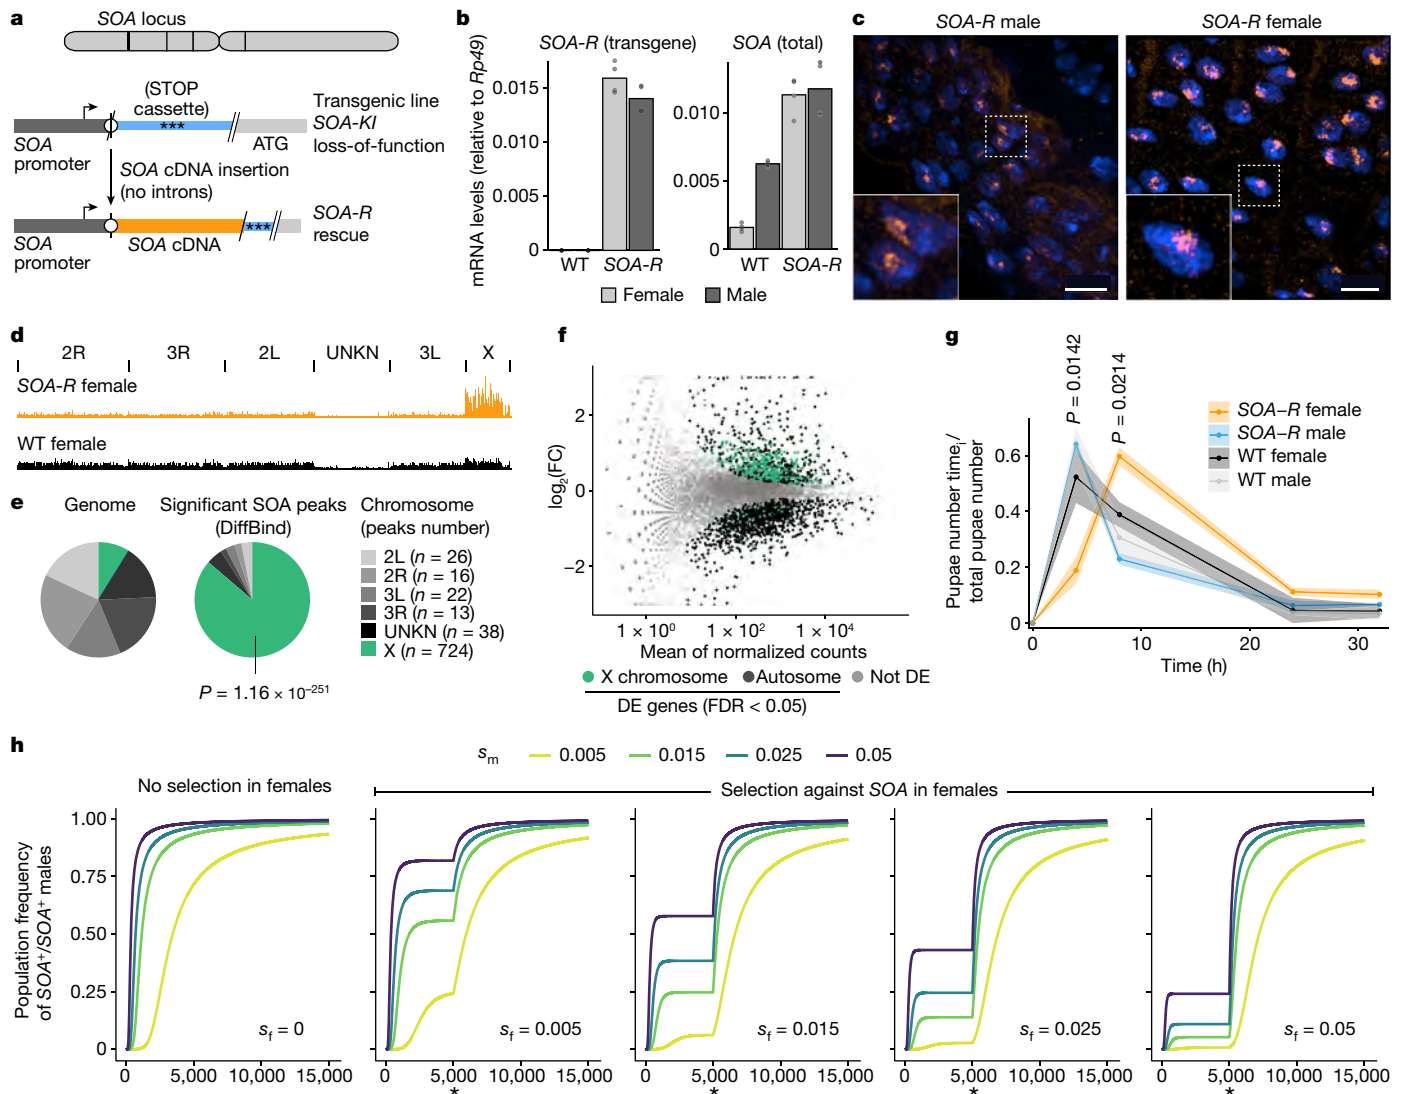 a
SOA locus
(STOP
cassette)
***
SOA
promoter
ATG
Transgenic line
SOA-KI
loss-of-function
SOA cDNA insertion
(no introns)
***
SOA
promoter
SOA cDNA
SOA-R
rescue
b
mRNA levels (relative to Rp49)
SOA-R (transgene)
0.015
0.010
0.005
0
WT SOA-R
SOA (total)
0.010
0.005
0
WT SOA-R
Female Male
c
SOA-R male
SOA-R female
d
2R 3R 2L UNKN 3L X
SOA-R female
WT female
e
Genome
Significant SOA peaks
(DiffBind)
P = 1.16 × 10–251
Chromosome
(peaks number)
2L (n = 26)
2R (n = 16)
3L (n = 22)
3R (n = 13)
UNKN (n = 38)
X (n = 724)
f
log2(FC)
2
0
–2
1 × 100 1 × 102 1 × 104
Mean of normalized counts
X chromosome Autosome Not DE
DE genes (FDR < 0.05)
g
P = 0.0142
P = 0.0214
Pupae number timei/
total pupae number
0.6
0.4
0.2
0
0 10 20 30
Time (h)
SOA–R female
SOA–R male
WT female
WT male
h
sm 0.005 0.015 0.025 0.05
No selection in females
Selection against SOA in females
Population frequency
of SOA+/SOA+ males
1.00
0.75
0.50
0.25
0
sf = 0
sf = 0.005
sf = 0.015
sf = 0.025
sf = 0.05
0 5,000 10,000 15,000
0 5,000 10,000 15,000
*
0 5,000 10,000 15,000
*
0 5,000 10,000 15,000
*
0 5,000 10,000 15,000
*